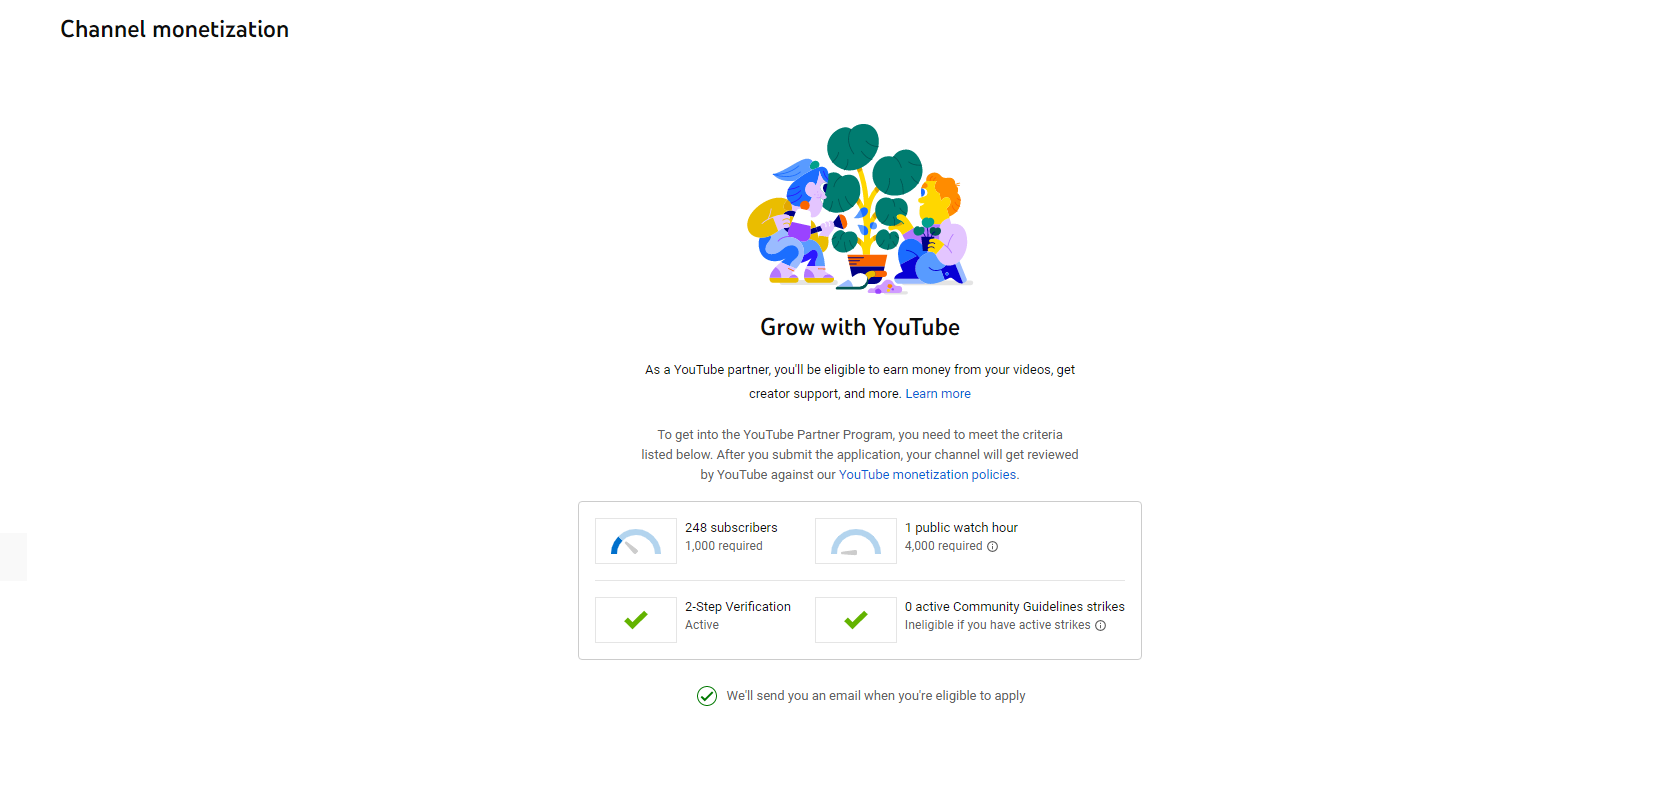 Channel monetization
Grow with YouTube
As a YouTube partner, you'll be eligible to earn money from your videos, get
creator support, and more. Learn more
To get into the YouTube Partner Program, you need to meet the criteria
listed below. After you submit the application, your channel will get reviewed
by YouTube against our YouTube monetization policies.
248 subscribers
1,000 required
1 public watch hour
4,000 required
2-Step Verification
Active
0 active Community Guidelines strikes
Ineligible if you have active strikes
We'll send you an email when you're eligible to apply